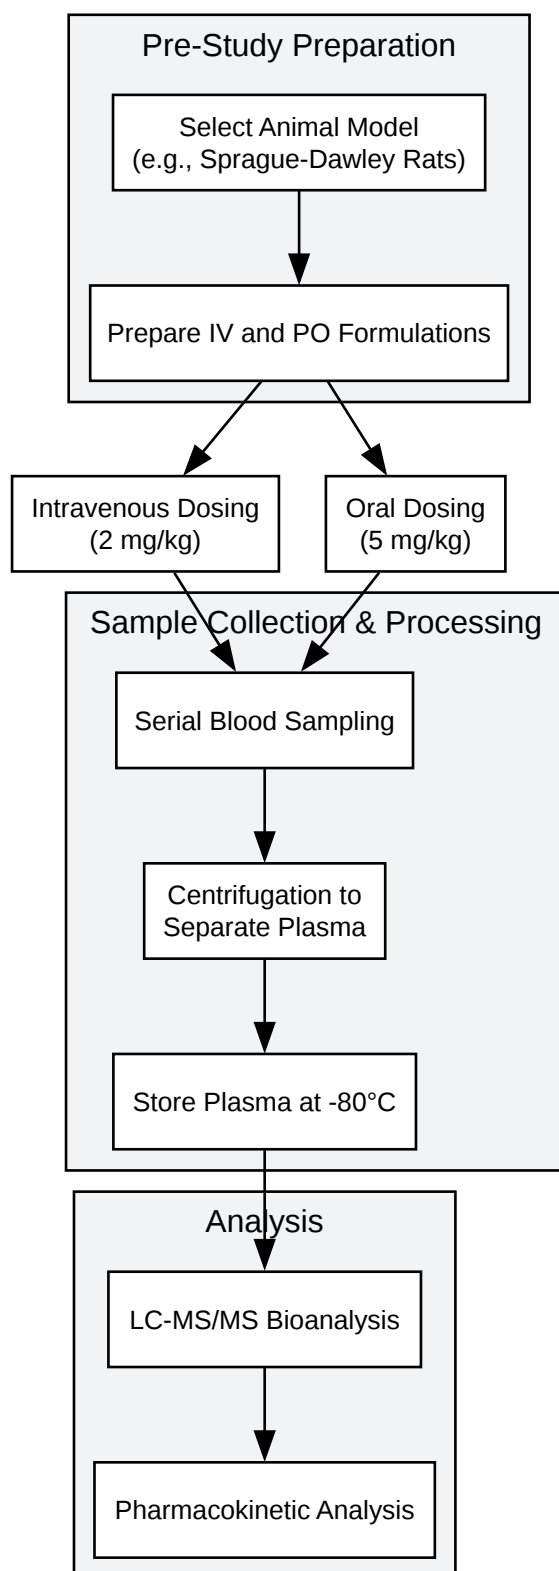 Pre-Study Preparation
Select Animal Model
(e.g., Sprague-Dawley Rats)
Prepare IV and PO Formulations
Intravenous Dosing
(2 mg/kg)
Oral Dosing
(5 mg/kg)
Sample Collection & Processing
Serial Blood Sampling
Centrifugation to
Separate Plasma
Store Plasma at -80°C
Analysis
LC-MS/MS Bioanalysis
Pharmacokinetic Analysis